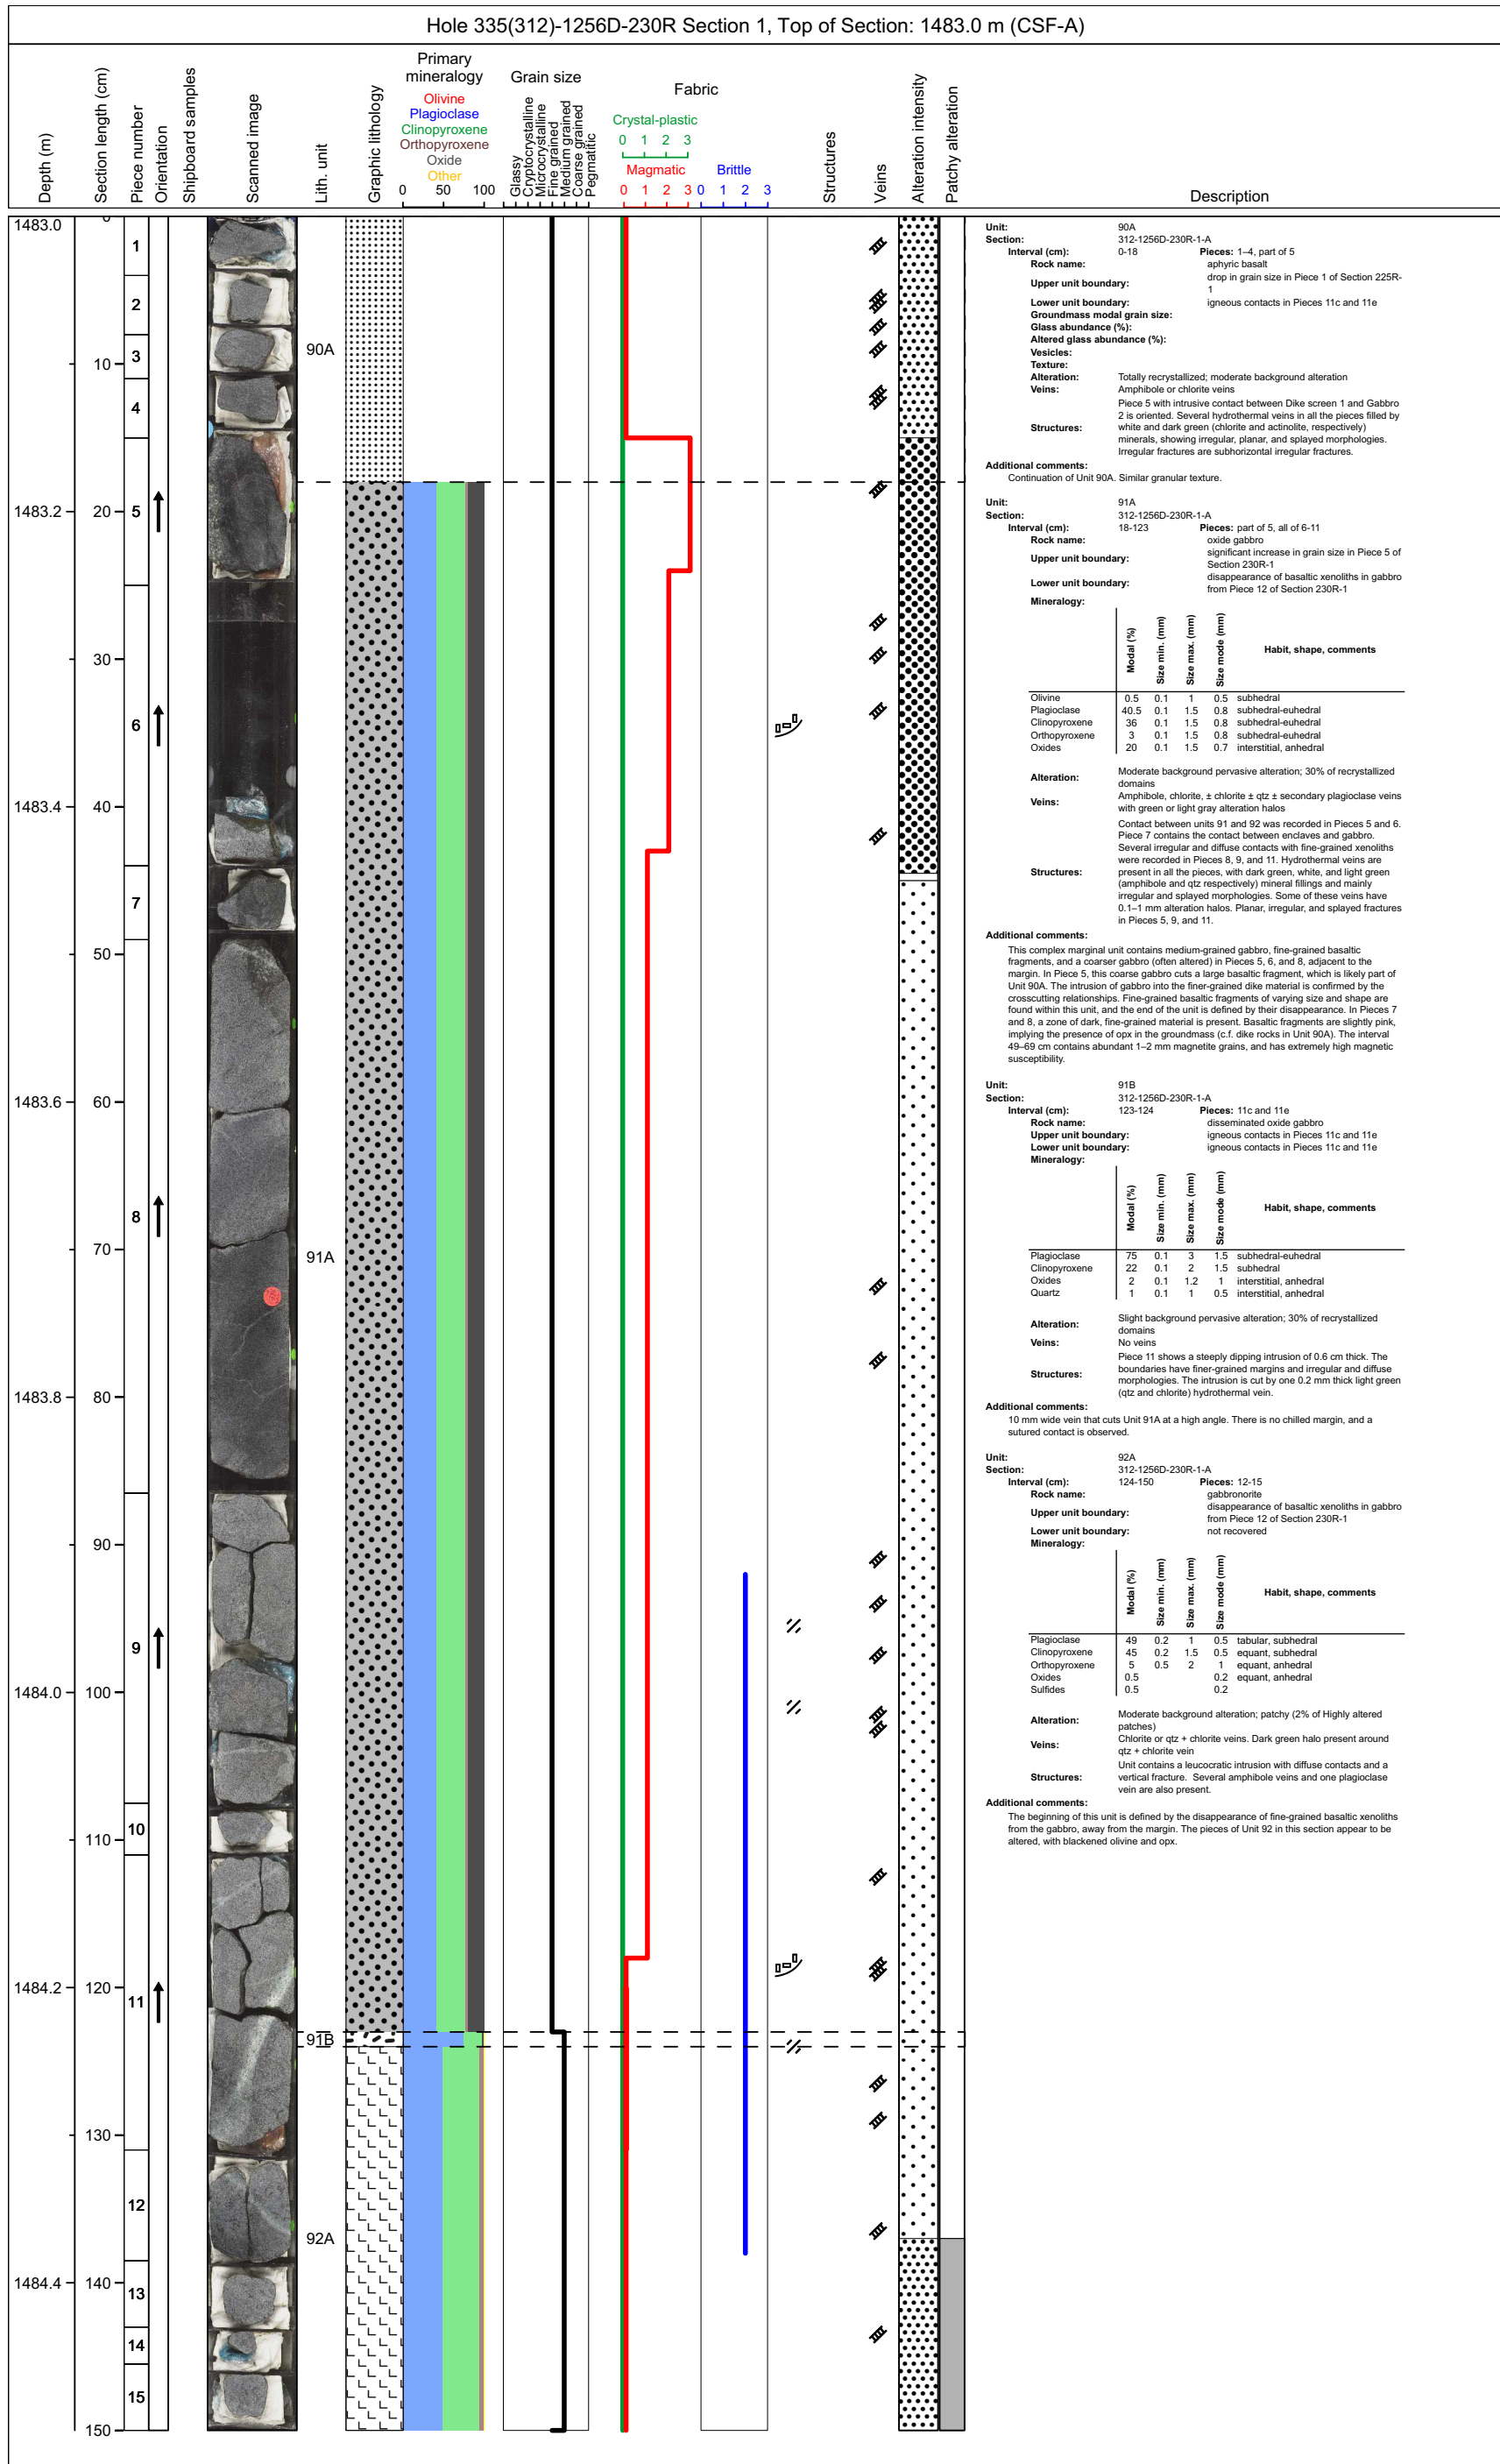 Hole 335(312)-1256D-230R Section 1, Top of Section: 1483.0 m (CSF-A)
Depth (m)
Section length (cm)
Piece number
Orientation
Shipboard samples
Scanned image
Lith. unit
Graphic lithology
Primary
mineralogy
Olivine
Plagioclase
Clinopyroxene
Orthopyroxene
Oxide
Other
0 50 100
Grain size
Glassy
Cryptocrystalline
Microcrystalline
Fine grained
Medium grained
Coarse grained
Pegmatitic
Fabric
Crystal-plastic
0 1 2 3
Magmatic
0 1 2 3
Brittle
0 1 2 3
Structures
Veins
Alteration intensity
Patchy alteration
Description
1483.0
1483.2
1483.4
1483.6
1483.8
1484.0
1484.2
1484.4
0
10
20
30
40
50
60
70
80
90
100
110
120
130
140
150
1
2
3
4
5
6
7
8
9
10
11
12
13
14
15
90A
91A
91B
92A
Unit: 90A
Section: 312-1256D-230R-1-A
Interval (cm): 0-18 Pieces: 1–4, part of 5
Rock name: aphyric basalt
Upper unit boundary: drop in grain size in Piece 1 of Section 225R-
1
Lower unit boundary: igneous contacts in Pieces 11c and 11e
Groundmass modal grain size:
Glass abundance (%):
Altered glass abundance (%):
Vesicles:
Texture:
Alteration: Totally recrystallized; moderate background alteration
Veins: Amphibole or chlorite veins
Structures: Piece 5 with intrusive contact between Dike screen 1 and Gabbro
2 is oriented. Several hydrothermal veins in all the pieces filled by
white and dark green (chlorite and actinolite, respectively)
minerals, showing irregular, planar, and splayed morphologies.
Irregular fractures are subhorizontal irregular fractures.
Additional comments:
Continuation of Unit 90A. Similar granular texture.
Unit: 91A
Section: 312-1256D-230R-1-A
Interval (cm): 18-123 Pieces: part of 5, all of 6-11
Rock name: oxide gabbro
Upper unit boundary: significant increase in grain size in Piece 5 of
Section 230R-1
Lower unit boundary: disappearance of basaltic xenoliths in gabbro
from Piece 12 of Section 230R-1
Mineralogy:
Modal (%) Size min. (mm) Size max. (mm) Size mode (mm) Habit, shape, comments
Olivine 0.5 0.1 1 0.5 subhedral
Plagioclase 40.5 0.1 1.5 0.8 subhedral-euhedral
Clinopyroxene 36 0.1 1.5 0.8 subhedral-euhedral
Orthopyroxene 3 0.1 1.5 0.8 subhedral-euhedral
Oxides 20 0.1 1.5 0.7 interstitial, anhedral
Alteration: Moderate background pervasive alteration; 30% of recrystallized
domains
Veins: Amphibole, chlorite, ± chlorite ± qtz ± secondary plagioclase veins
with green or light gray alteration halos
Structures: Contact between units 91 and 92 was recorded in Pieces 5 and 6.
Piece 7 contains the contact between enclaves and gabbro.
Several irregular and diffuse contacts with fine-grained xenoliths
were recorded in Pieces 8, 9, and 11. Hydrothermal veins are
present in all the pieces, with dark green, white, and light green
(amphibole and qtz respectively) mineral fillings and mainly
irregular and splayed morphologies. Some of these veins have
0.1–1 mm alteration halos. Planar, irregular, and splayed fractures
in Pieces 5, 9, and 11.
Additional comments:
This complex marginal unit contains medium-grained gabbro, fine-grained basaltic
fragments, and a coarser gabbro (often altered) in Pieces 5, 6, and 8, adjacent to the
margin. In Piece 5, this coarse gabbro cuts a large basaltic fragment, which is likely part of
Unit 90A. The intrusion of gabbro into the finer-grained dike material is confirmed by the
crosscutting relationships. Fine-grained basaltic fragments of varying size and shape are
found within this unit, and the end of the unit is defined by their disappearance. In Pieces 7
and 8, a zone of dark, fine-grained material is present. Basaltic fragments are slightly pink,
implying the presence of opx in the groundmass (c.f. dike rocks in Unit 90A). The interval
49–69 cm contains abundant 1–2 mm magnetite grains, and has extremely high magnetic
susceptibility.
Unit: 91B
Section: 312-1256D-230R-1-A
Interval (cm): 123-124 Pieces: 11c and 11e
Rock name: disseminated oxide gabbro
Upper unit boundary: igneous contacts in Pieces 11c and 11e
Lower unit boundary: igneous contacts in Pieces 11c and 11e
Mineralogy:
Modal (%) Size min. (mm) Size max. (mm) Size mode (mm) Habit, shape, comments
Plagioclase 75 0.1 3 1.5 subhedral-euhedral
Clinopyroxene 22 0.1 2 1.5 subhedral
Oxides 2 0.1 1.2 1 interstitial, anhedral
Quartz 1 0.1 1 0.5 interstitial, anhedral
Alteration: Slight background pervasive alteration; 30% of recrystallized
domains
Veins: No veins
Structures: Piece 11 shows a steeply dipping intrusion of 0.6 cm thick. The
boundaries have finer-grained margins and irregular and diffuse
morphologies. The intrusion is cut by one 0.2 mm thick light green
(qtz and chlorite) hydrothermal vein.
Additional comments:
10 mm wide vein that cuts Unit 91A at a high angle. There is no chilled margin, and a
sutured contact is observed.
Unit: 92A
Section: 312-1256D-230R-1-A
Interval (cm): 124-150 Pieces: 12-15
Rock name: gabbronorite
Upper unit boundary: disappearance of basaltic xenoliths in gabbro
from Piece 12 of Section 230R-1
Lower unit boundary: not recovered
Mineralogy:
Modal (%) Size min. (mm) Size max. (mm) Size mode (mm) Habit, shape, comments
Plagioclase 49 0.2 1 0.5 tabular, subhedral
Clinopyroxene 45 0.2 1.5 0.5 equant, subhedral
Orthopyroxene 5 0.5 2 1 equant, anhedral
Oxides 0.5 0.2 equant, anhedral
Sulfides 0.5 0.2
Alteration: Moderate background alteration; patchy (2% of Highly altered
patches)
Veins: Chlorite or qtz + chlorite veins. Dark green halo present around
qtz + chlorite vein
Structures: Unit contains a leucocratic intrusion with diffuse contacts and a
vertical fracture. Several amphibole veins and one plagioclase
vein are also present.
Additional comments:
The beginning of this unit is defined by the disappearance of fine-grained basaltic xenoliths
from the gabbro, away from the margin. The pieces of Unit 92 in this section appear to be
altered, with blackened olivine and opx.